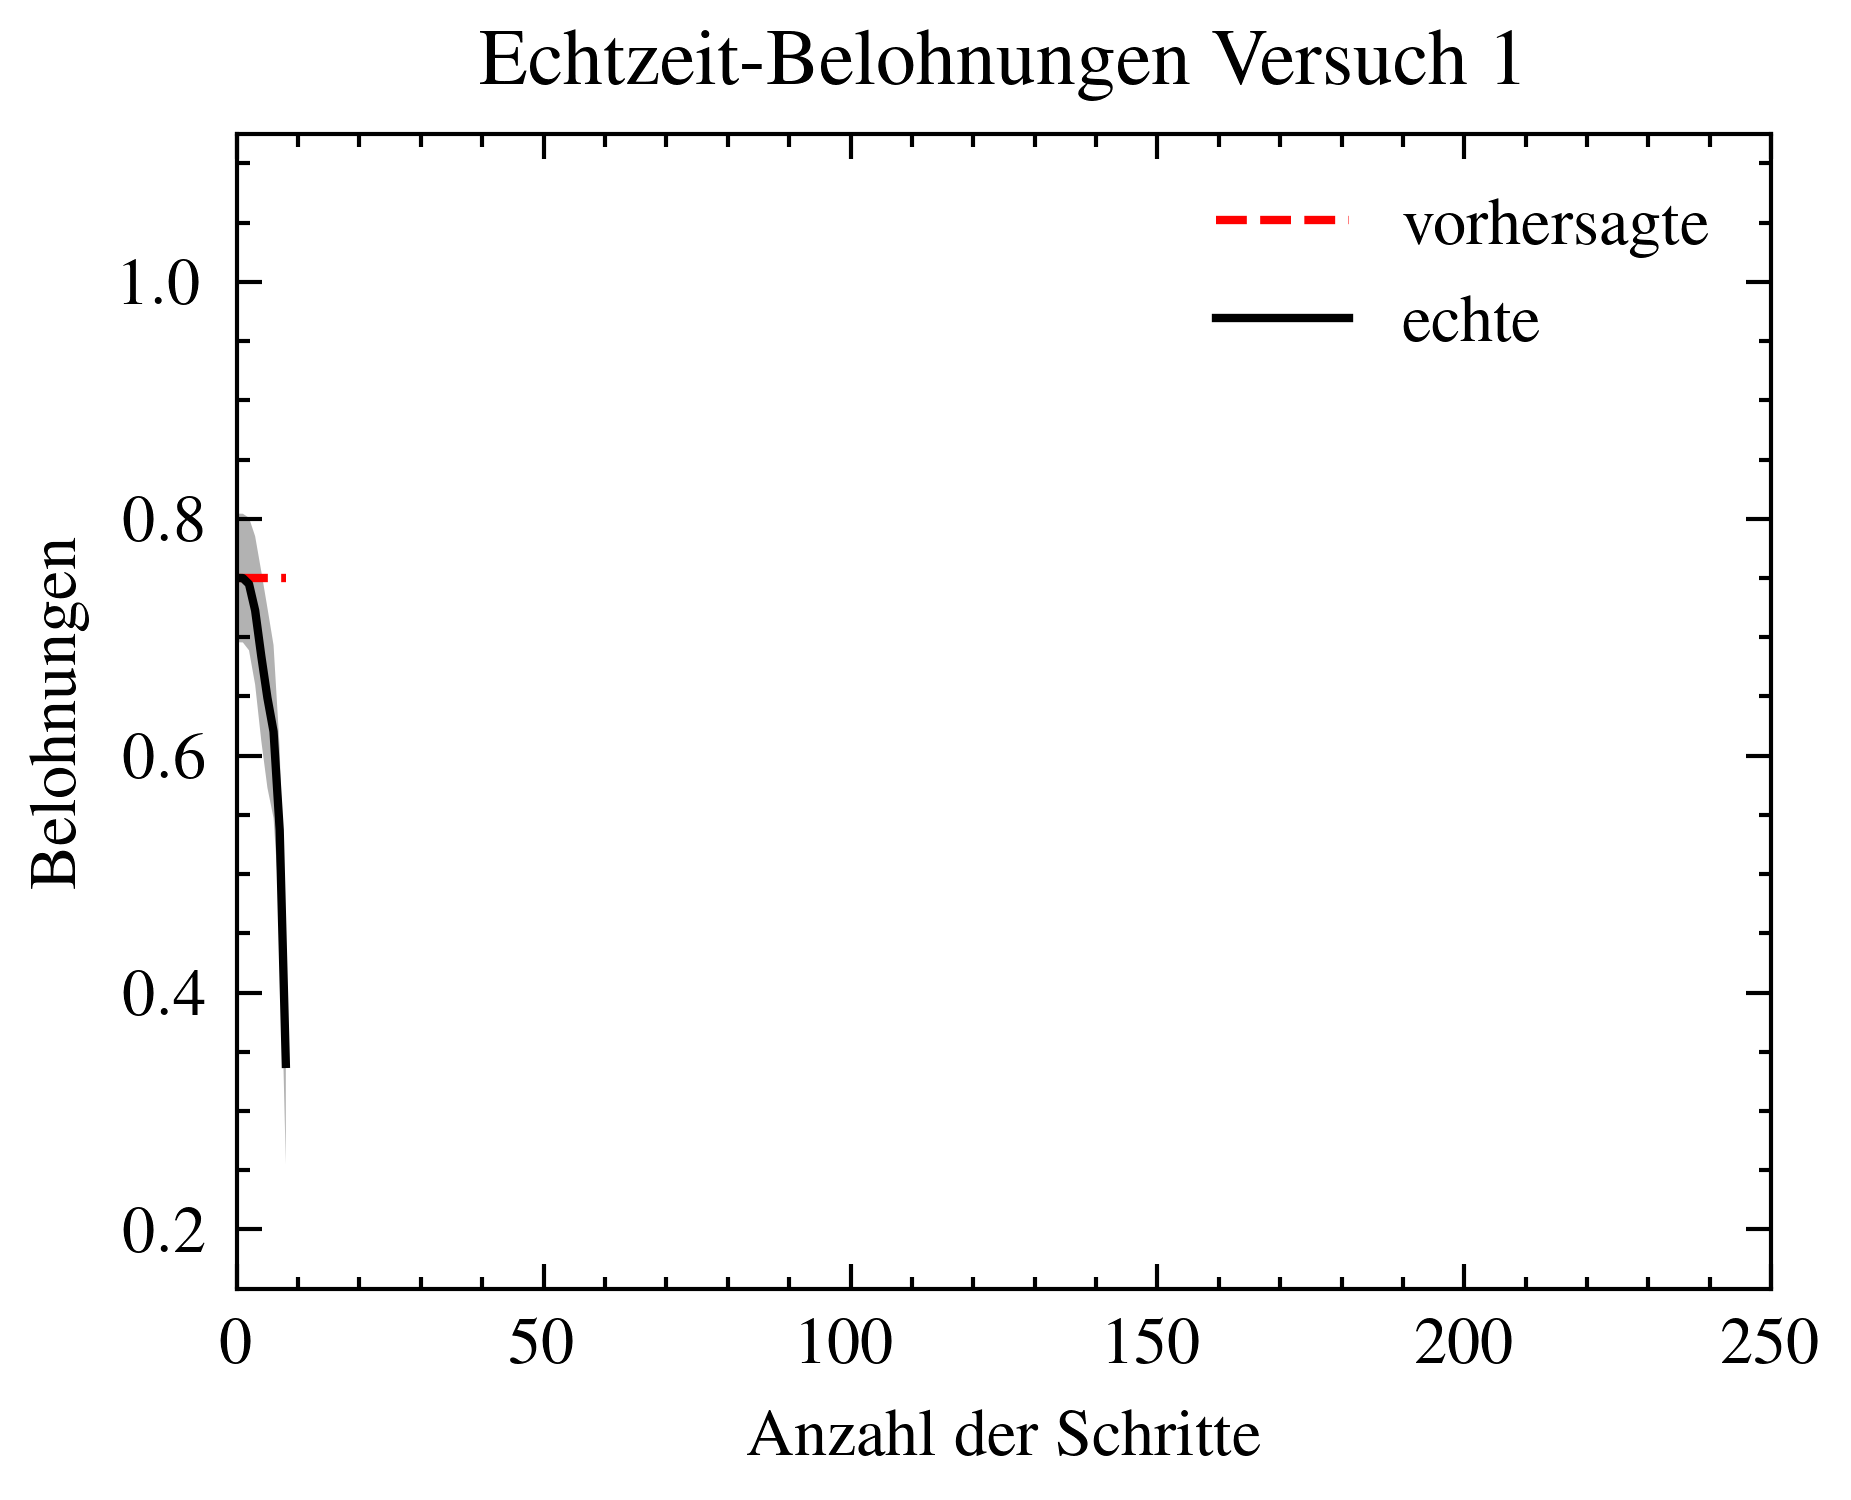 Echtzeit-Belohnungen Versuch 1
vorhersagte
echte
1.0
0.8
0.6
0.4
0.2
Belohnungen
0 50 100 150 200 250
Anzahl der Schritte